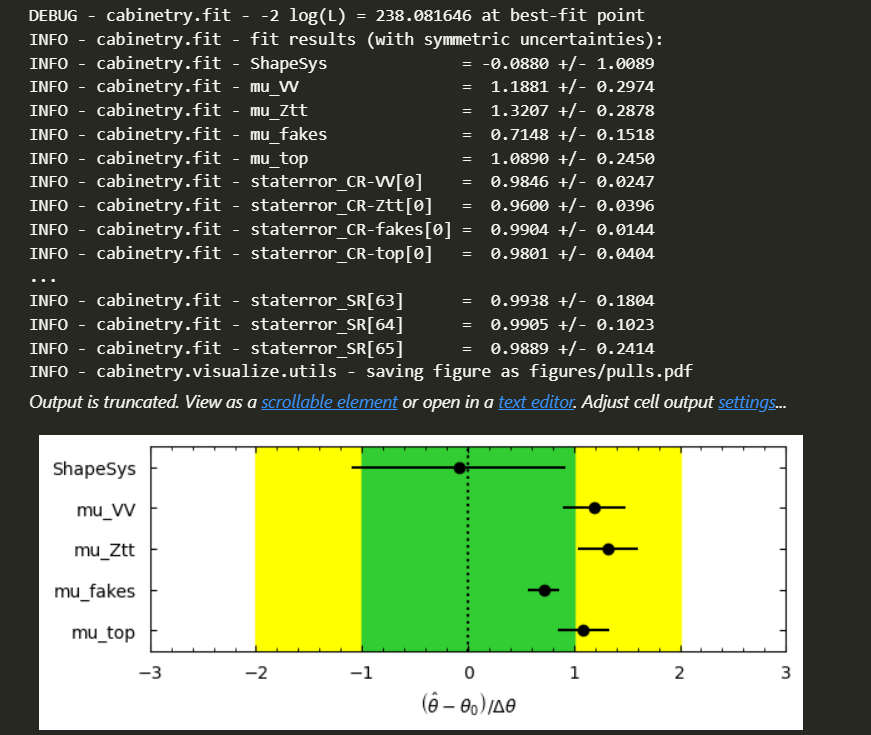 DEBUG - cabinetry.fit - -2 log(L) = 238.081646 at best-fit point
INFO - cabinetry.fit - fit results (with symmetric uncertainties):
INFO - cabinetry.fit - ShapeSys = -0.0880 +/- 1.0089
INFO - cabinetry.fit - mu_VV = 1.1881 +/- 0.2974
INFO - cabinetry.fit - mu_Ztt = 1.3207 +/- 0.2878
INFO - cabinetry.fit - mu_fakes = 0.7148 +/- 0.1518
INFO - cabinetry.fit - mu_top = 1.0890 +/- 0.2450
INFO - cabinetry.fit - staterror_CR-VV[0] = 0.9846 +/- 0.0247
INFO - cabinetry.fit - staterror_CR-Ztt[0] = 0.9600 +/- 0.0396
INFO - cabinetry.fit - staterror_CR-fakes[0] = 0.9904 +/- 0.0144
INFO - cabinetry.fit - staterror_CR-top[0] = 0.9801 +/- 0.0404
...
INFO - cabinetry.fit - staterror_SR[63] = 0.9938 +/- 0.1804
INFO - cabinetry.fit - staterror_SR[64] = 0.9905 +/- 0.1023
INFO - cabinetry.fit - staterror_SR[65] = 0.9889 +/- 0.2414
INFO - cabinetry.visualize.utils - saving figure as figures/pulls.pdf
Output is truncated. View as a scrollable element or open in a text editor. Adjust cell output settings...
ShapeSys
mu_VV
mu_Ztt
mu_fakes
mu_top
−3 −2 −1 0 1 2 3
(θ̂ − θ₀)/Δθ